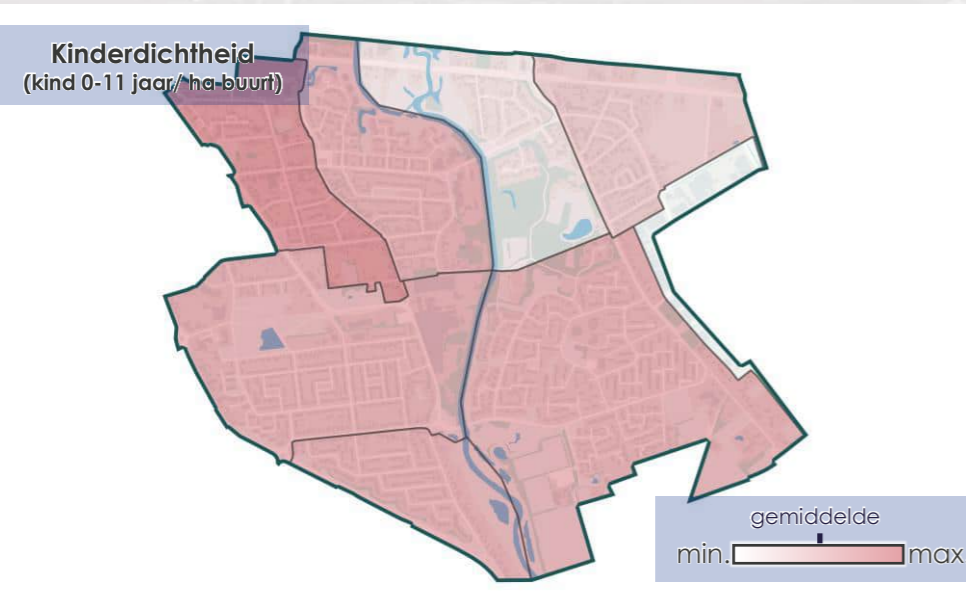 Kinderdichtheid
(kind 0-11 jaar/ ha buurt)
gemiddelde
min.
max